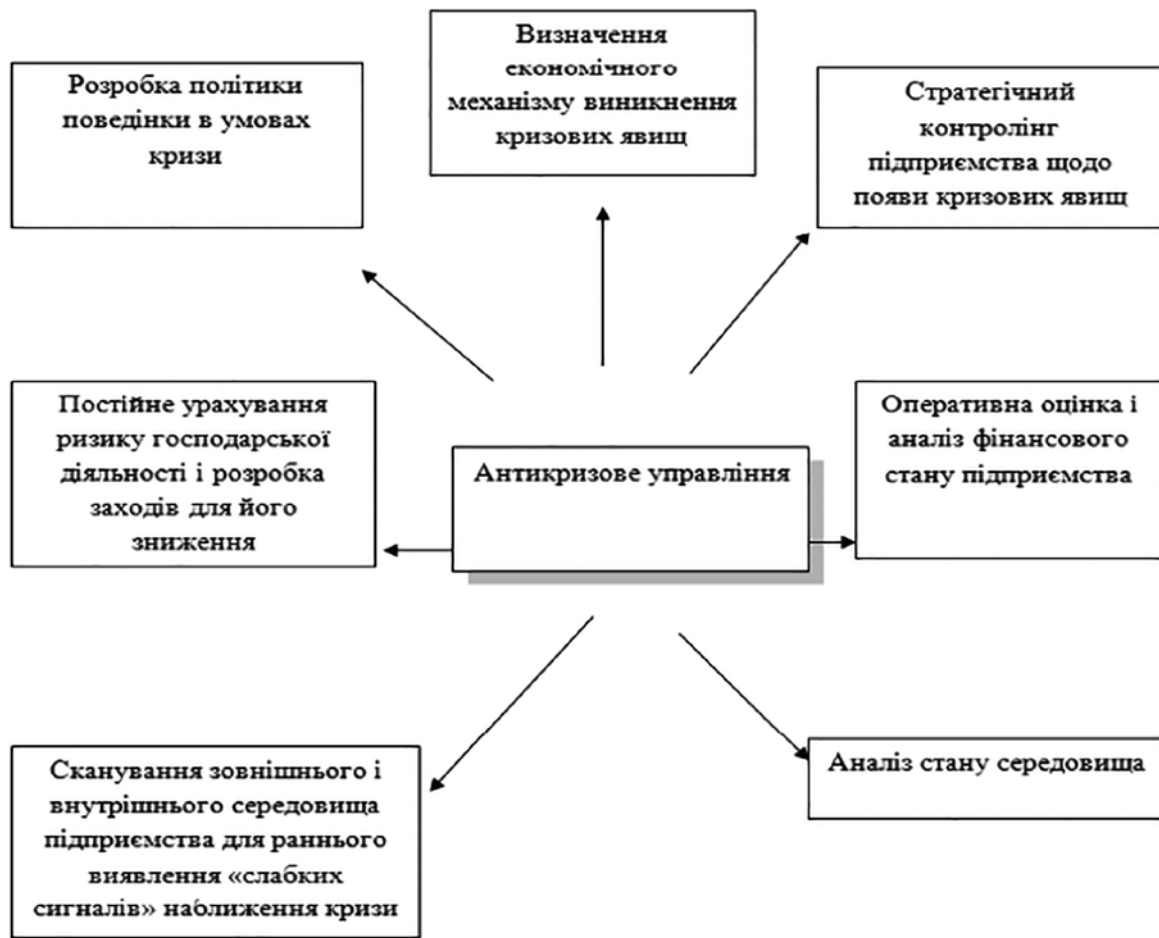 Розробка політики
поведінки в умовах
кризи
Визначення
економічного
механізму виникнення
кризових явищ
Стратегічний
контролінг
підприємства щодо
появи кризових явищ
Постійне урахування
ризику господарської
діяльності і розробка
заходів для його
зниження
Антикризове управління
Оперативна оцінка і
аналіз фінансового
стану підприємства
Сканування зовнішнього і
внутрішнього середовища
підприємства для раннього
виявлення «слабких
сигналів» наближення кризи
Аналіз стану середовища